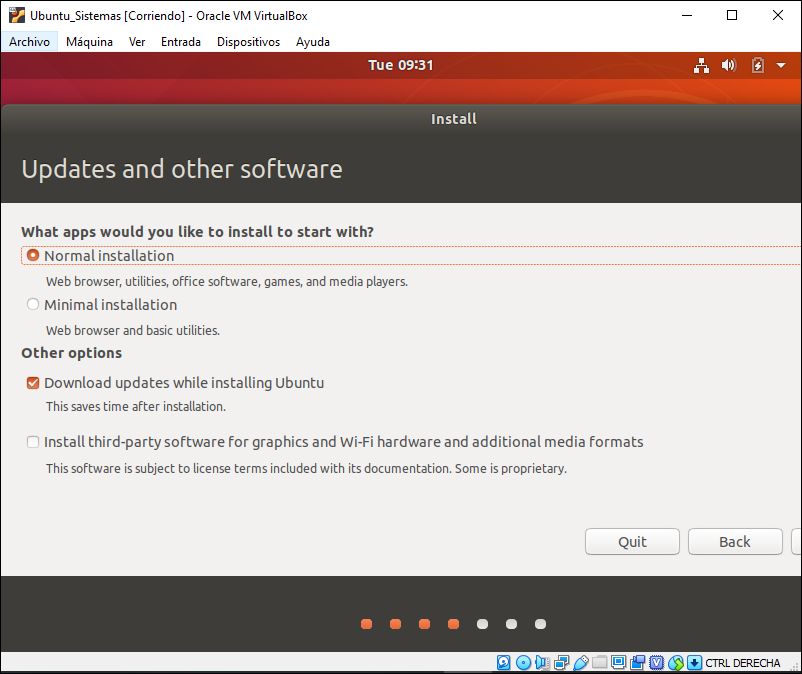 Ubuntu_Sistemas [Corriendo] - Oracle VM VirtualBox
Archivo Máquina Ver Entrada Dispositivos Ayuda
Tue 09:31
Install
Updates and other software
What apps would you like to install to start with?
Normal installation
Web browser, utilities, office software, games, and media players.
Minimal installation
Web browser and basic utilities.
Other options
Download updates while installing Ubuntu
This saves time after installation.
Install third-party software for graphics and Wi-Fi hardware and additional media formats
This software is subject to license terms included with its documentation. Some is proprietary.
Quit Back
CTRL DERECHA